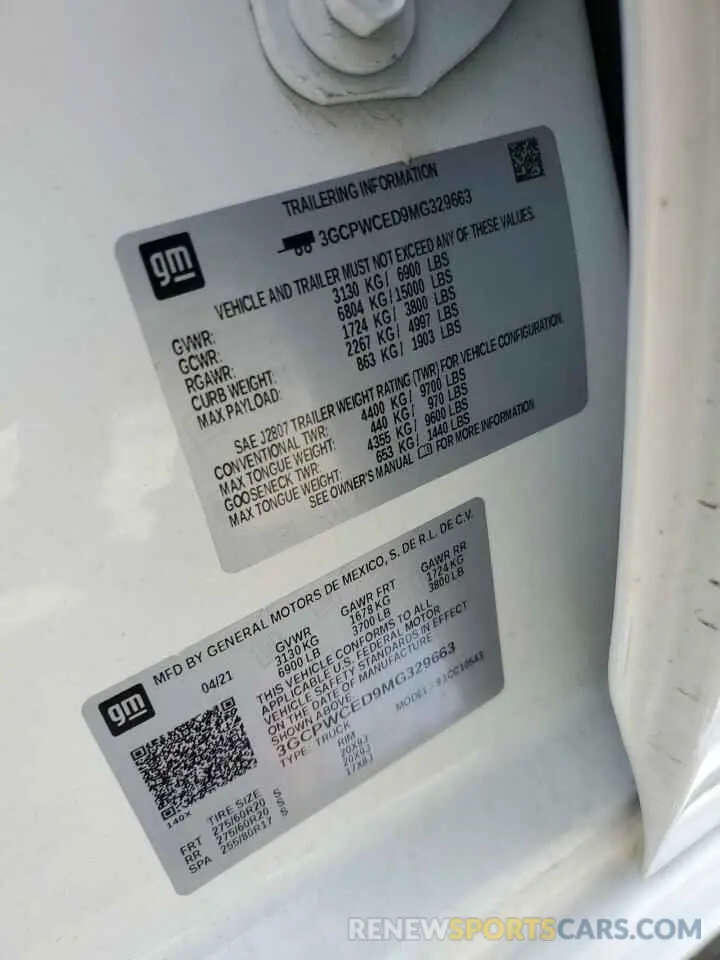 gm
TRAILERING INFORMATION
3GCPWCED9MG329663
VEHICLE AND TRAILER MUST NOT EXCEED ANY OF THESE VALUES.
GVWR: 3130 KG/ 6900 LBS
GCWR: 6804 KG/15000 LBS
RGAWR: 1724 KG/ 3800 LBS
CURB WEIGHT: 2267 KG/ 4997 LBS
MAX PAYLOAD: 863 KG/ 1903 LBS
SAE J2807 TRAILER WEIGHT RATING (TWR) FOR VEHICLE CONFIGURATION.
CONVENTIONAL TWR: 4400 KG/ 9700 LBS
MAX TONGUE WEIGHT: 440 KG/ 970 LBS
GOOSENECK TWR: 4355 KG/ 9600 LBS
MAX TONGUE WEIGHT: 653 KG/ 1440 LBS
SEE OWNER'S MANUAL FOR MORE INFORMATION
gm
MFD BY GENERAL MOTORS DE MEXICO, S. DE R.L. DE C.V.
04/21
GVWR GAWR FRT GAWR RR
3130 KG 1678 KG 1724 KG
6900 LB 3700 LB 3800 LB
THIS VEHICLE CONFORMS TO ALL
APPLICABLE U.S. FEDERAL MOTOR
VEHICLE SAFETY STANDARDS IN EFFECT
ON THE DATE OF MANUFACTURE
SHOWN ABOVE.
3GCPWCED9MG329663
TYPE: TRUCK MODEL:
140X
TIRE SIZE RIM
FRT 275/60R20 S 20X9J
RR 275/60R20 S 20X9J
SPA 255/80R17 S 17X8J
RENEWSPORTSCARS.COM